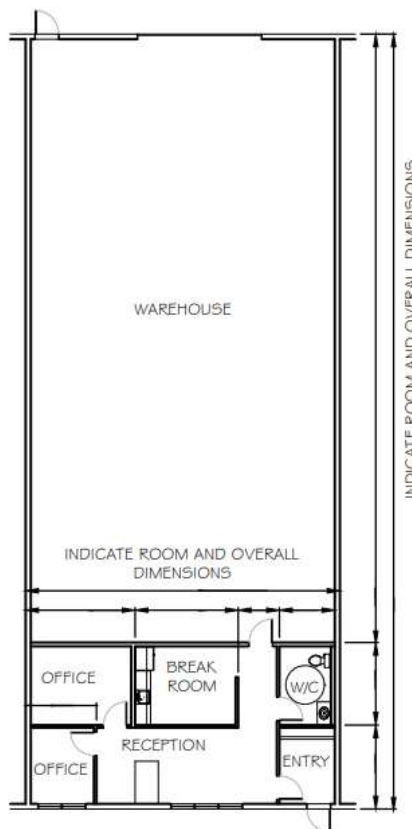 WAREHOUSE
INDICATE ROOM AND OVERALL DIMENSIONS
INDICATE ROOM AND OVERALL
DIMENSIONS
OFFICE
BREAK
ROOM
W/C
RECEPTION
OFFICE
ENTRY